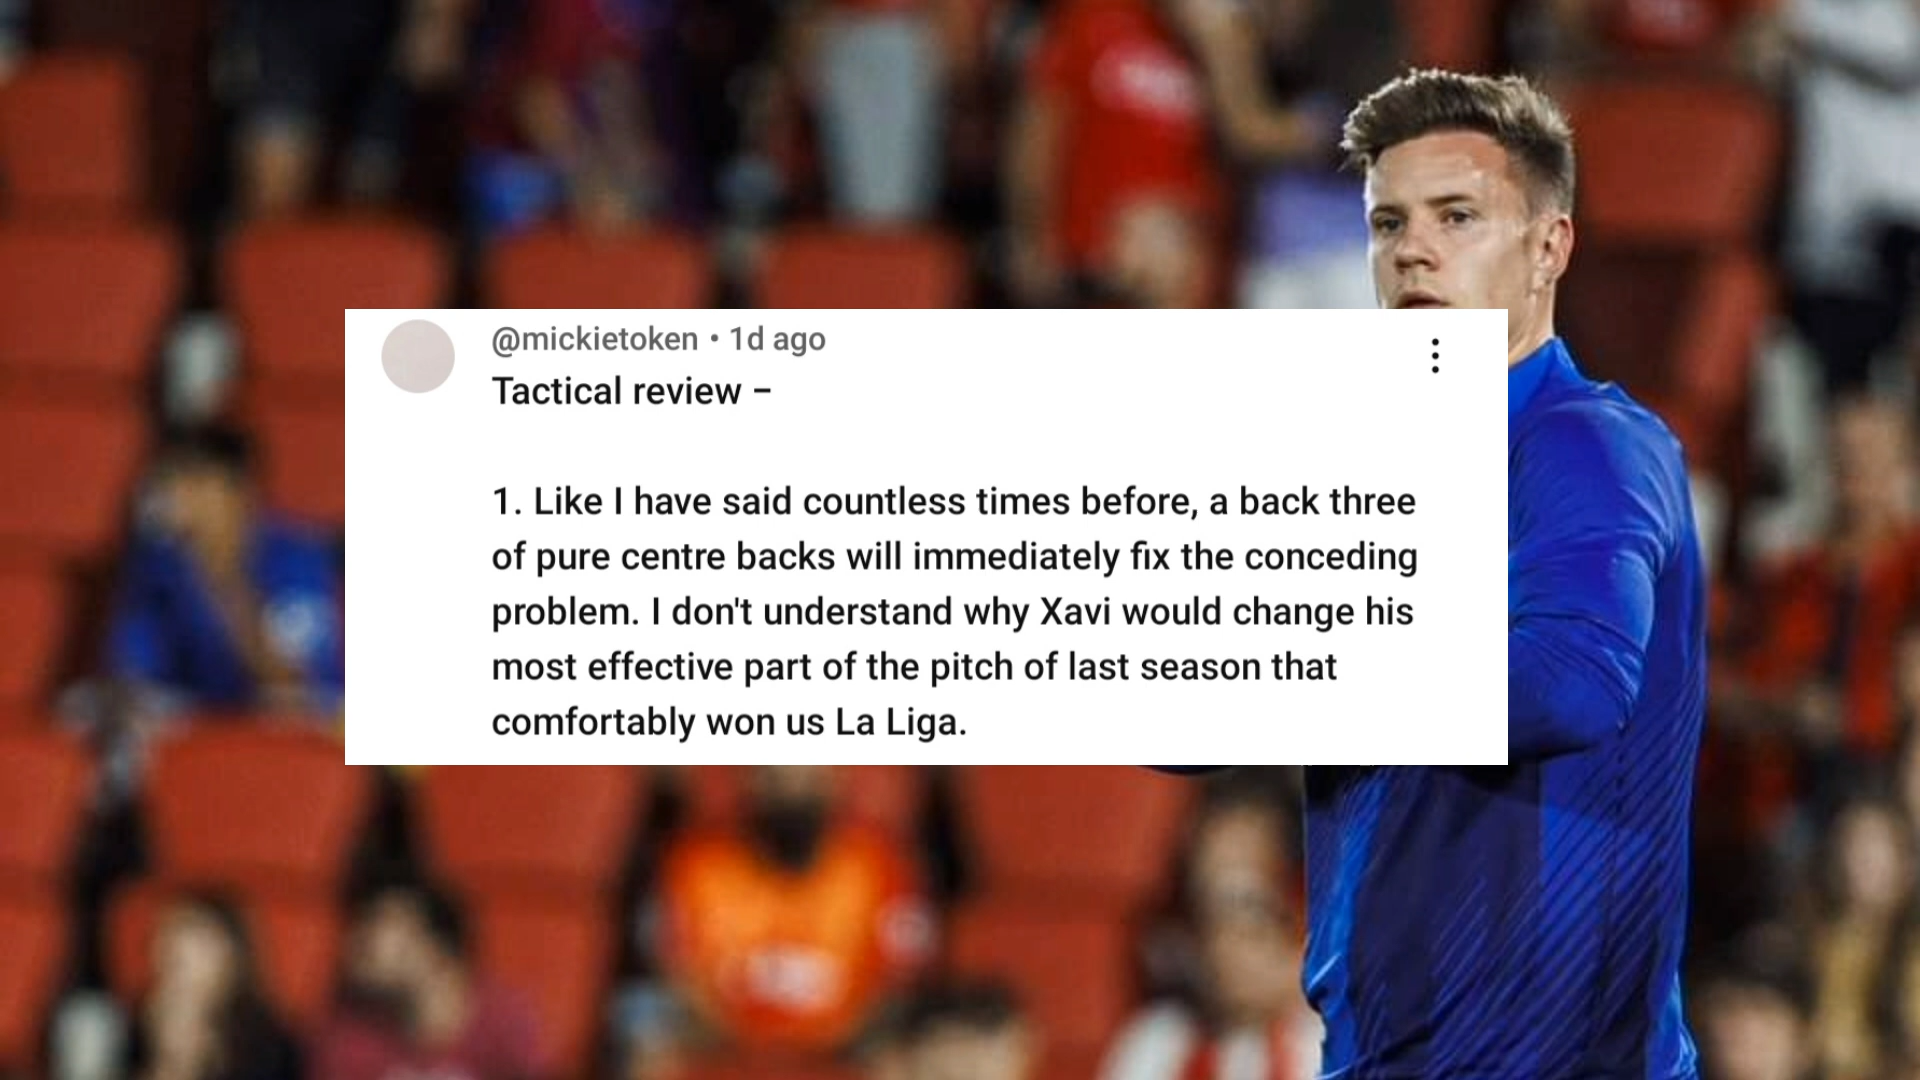 @mickietoken • 1d ago
Tactical review –
1. Like I have said countless times before, a back three
of pure centre backs will immediately fix the conceding
problem. I don't understand why Xavi would change his
most effective part of the pitch of last season that
comfortably won us La Liga.